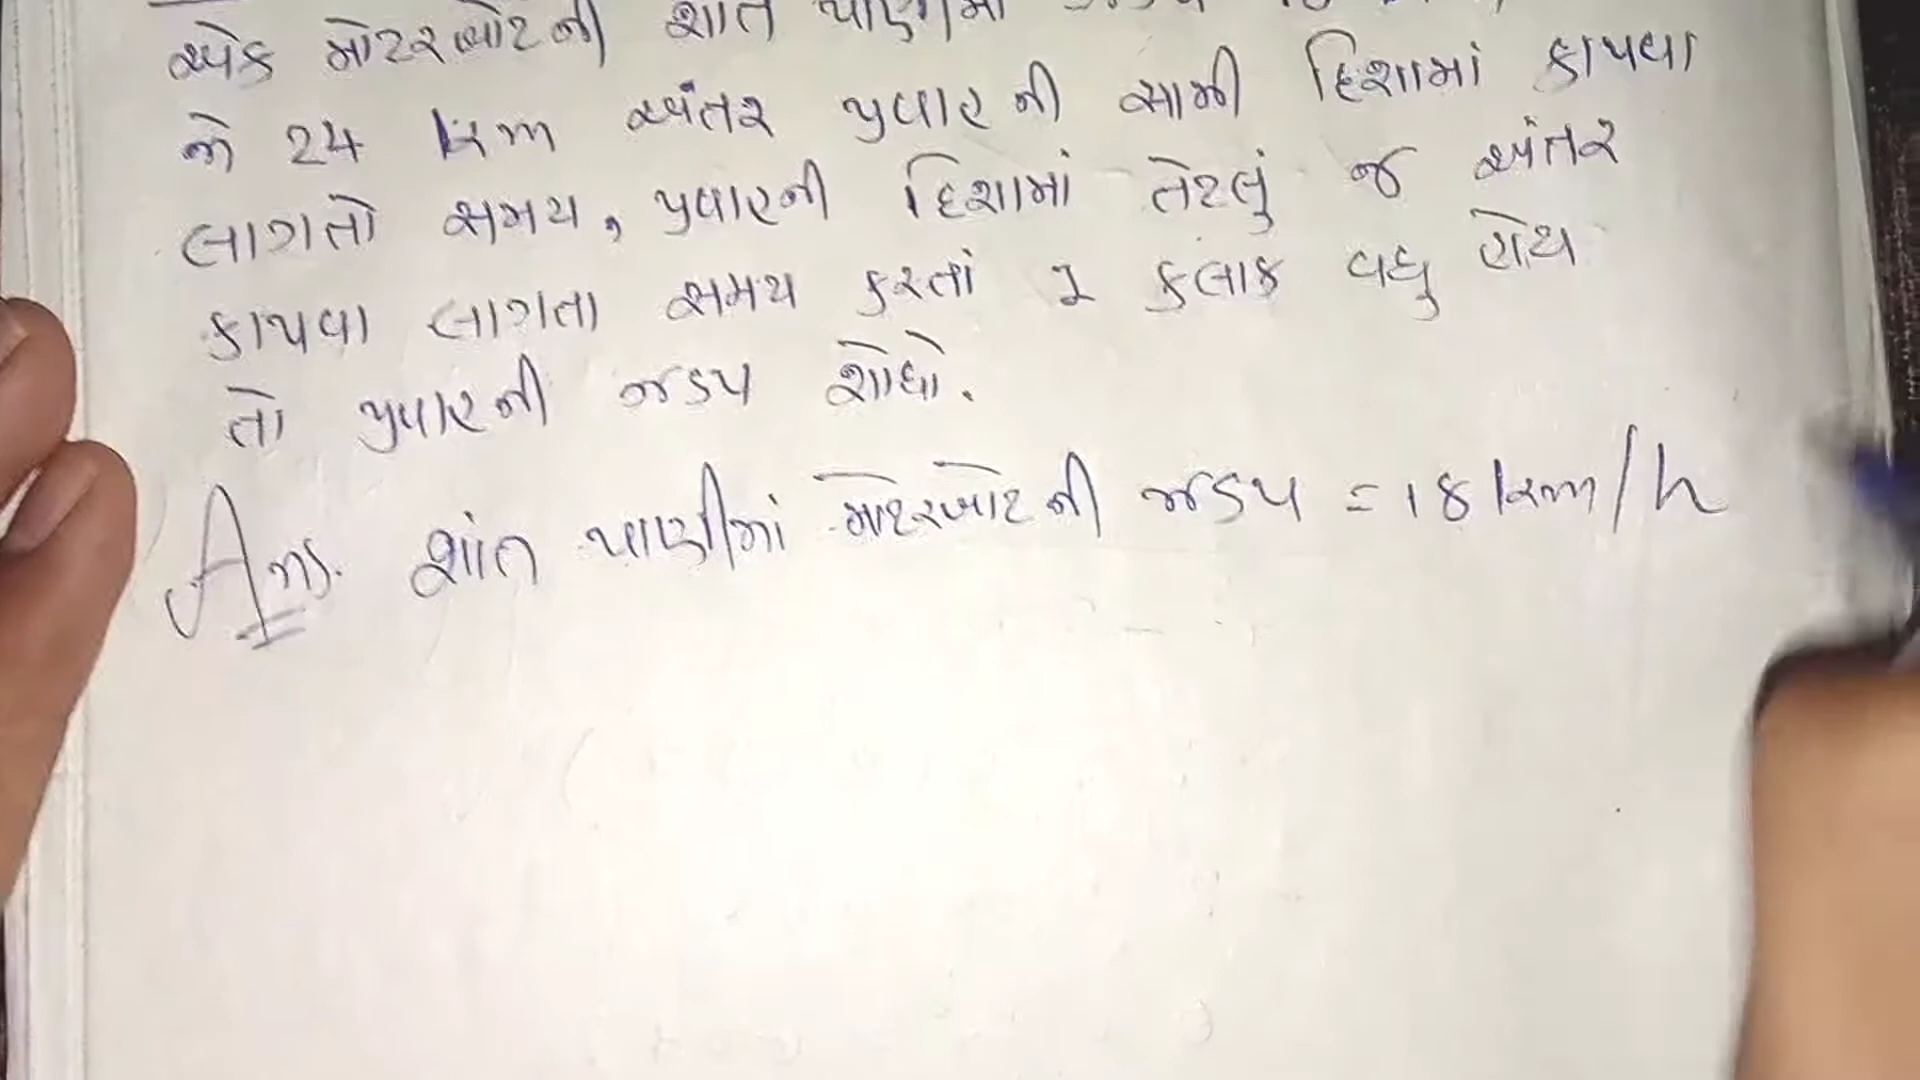 એક મોટરબોટની શાંત પાણીમાં
જો 24 km અંતર પ્રવાહની સામી દિશામાં કાપવા
લાગતો સમય, પ્રવાહની દિશામાં તેટલું જ અંતર
કાપવા લાગતા સમય કરતાં 1 કલાક વધુ હોય
તો પ્રવાહની ઝડપ શોધો.
Ans. શાંત પાણીમાં મોટરબોટની ઝડપ = 18 km/h